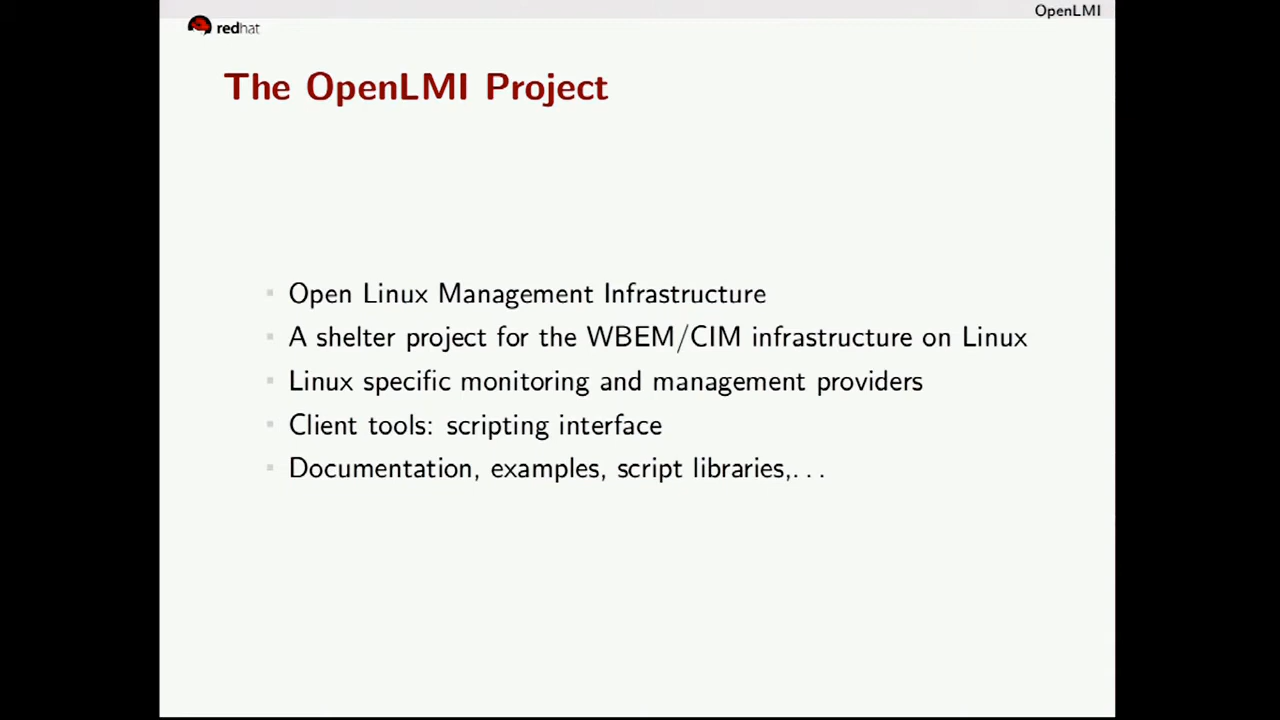 OpenLMI
redhat
The OpenLMI Project
Open Linux Management Infrastructure
A shelter project for the WBEM/CIM infrastructure on Linux
Linux specific monitoring and management providers
Client tools: scripting interface
Documentation, examples, script libraries,...